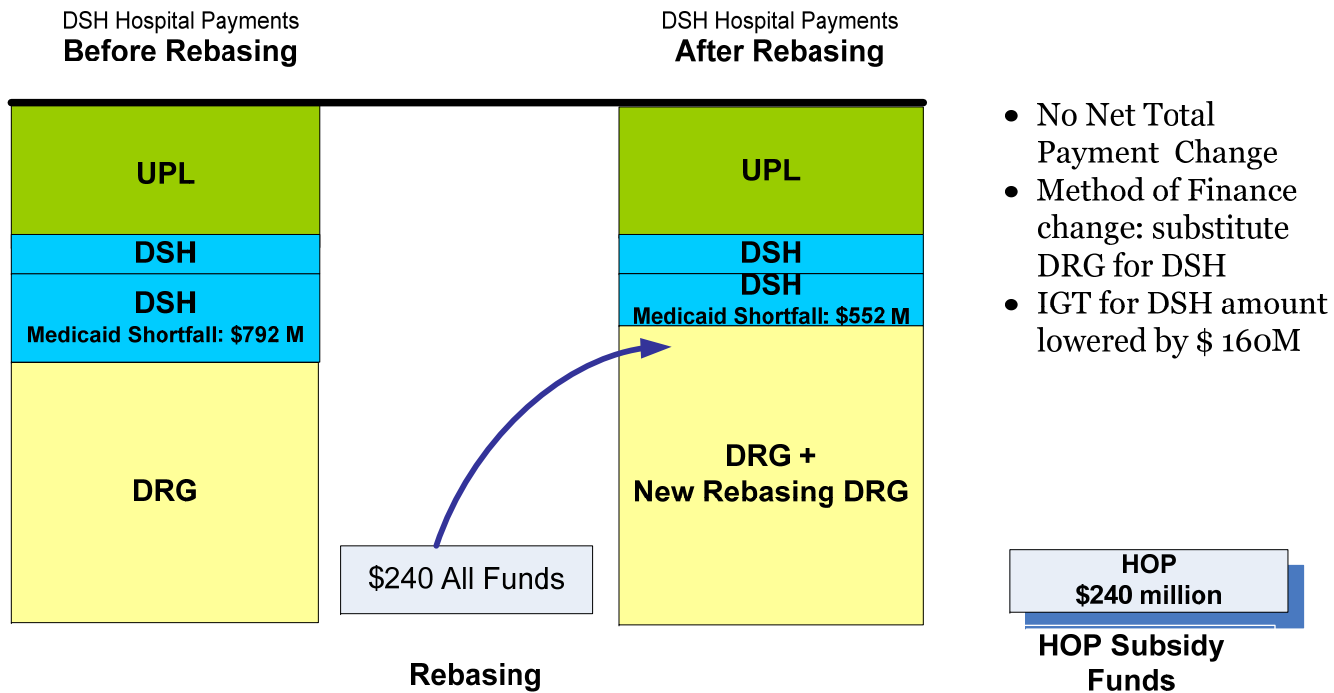 DSH Hospital Payments
Before Rebasing
UPL
DSH
DSH
Medicaid Shortfall: $792 M
DRG
$240 All Funds
Rebasing
DSH Hospital Payments
After Rebasing
UPL
DSH
DSH
Medicaid Shortfall: $552 M
DRG +
New Rebasing DRG
• No Net Total
Payment Change
• Method of Finance
change: substitute
DRG for DSH
• IGT for DSH amount
lowered by $ 160M
HOP
$240 million
HOP Subsidy
Funds